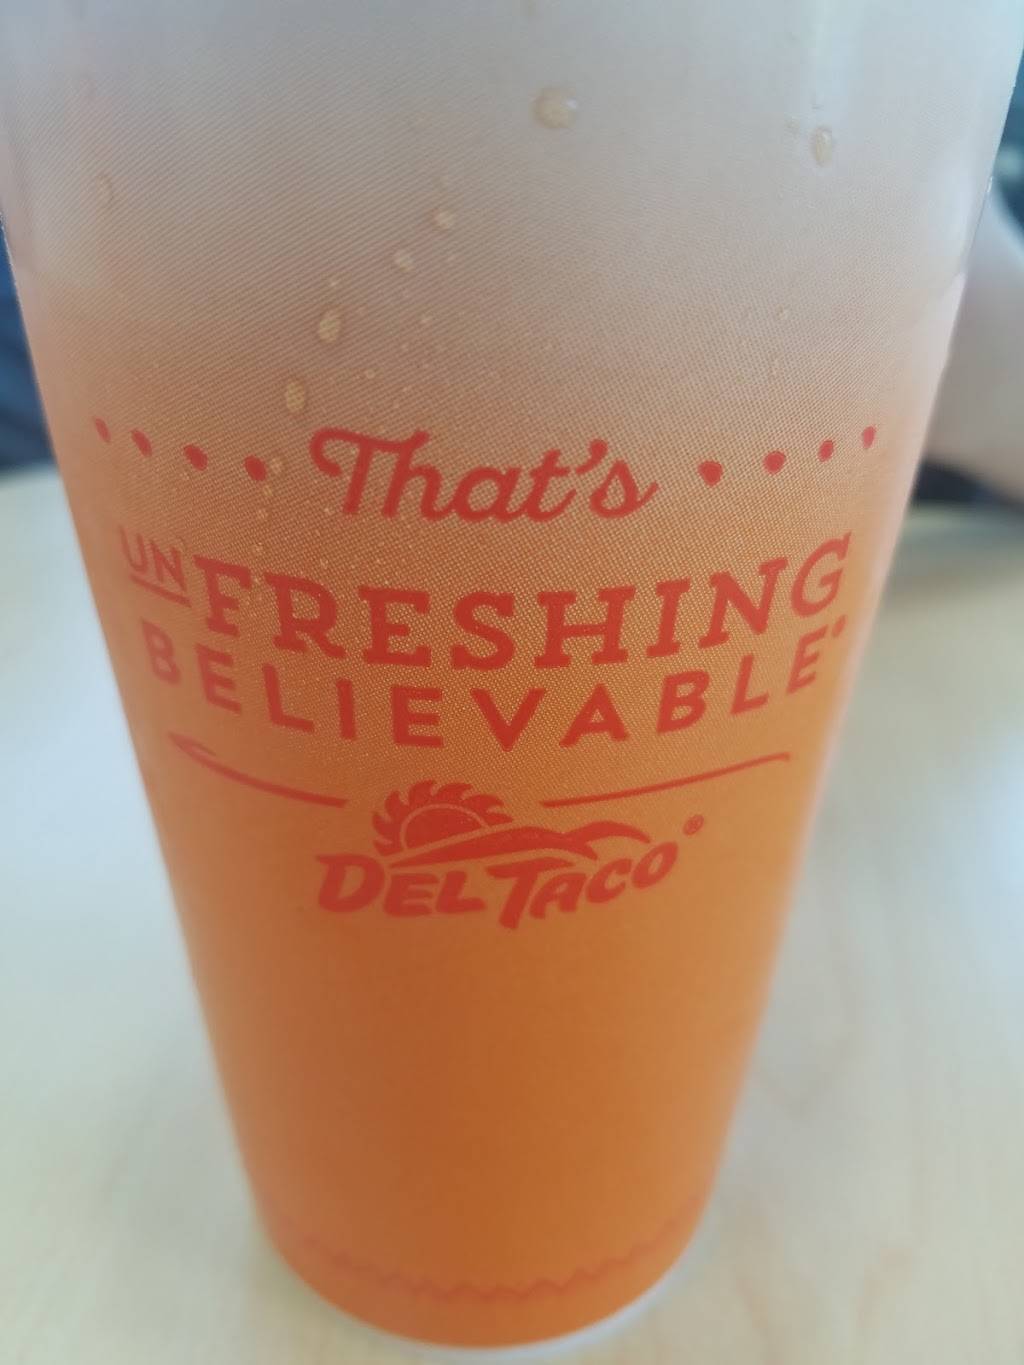 That's
UNFRESHING
BELIEVABLE®
DEL TACO®